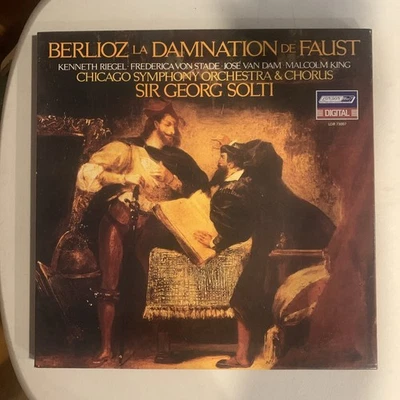 BERLIOZ LA DAMNATION DE FAUST
KENNETH RIEGEL · FREDERICA VON STADE · JOSÉ VAN DAM · MALCOLM KING
CHICAGO SYMPHONY ORCHESTRA & CHORUS
SIR GEORG SOLTI
DIGITAL